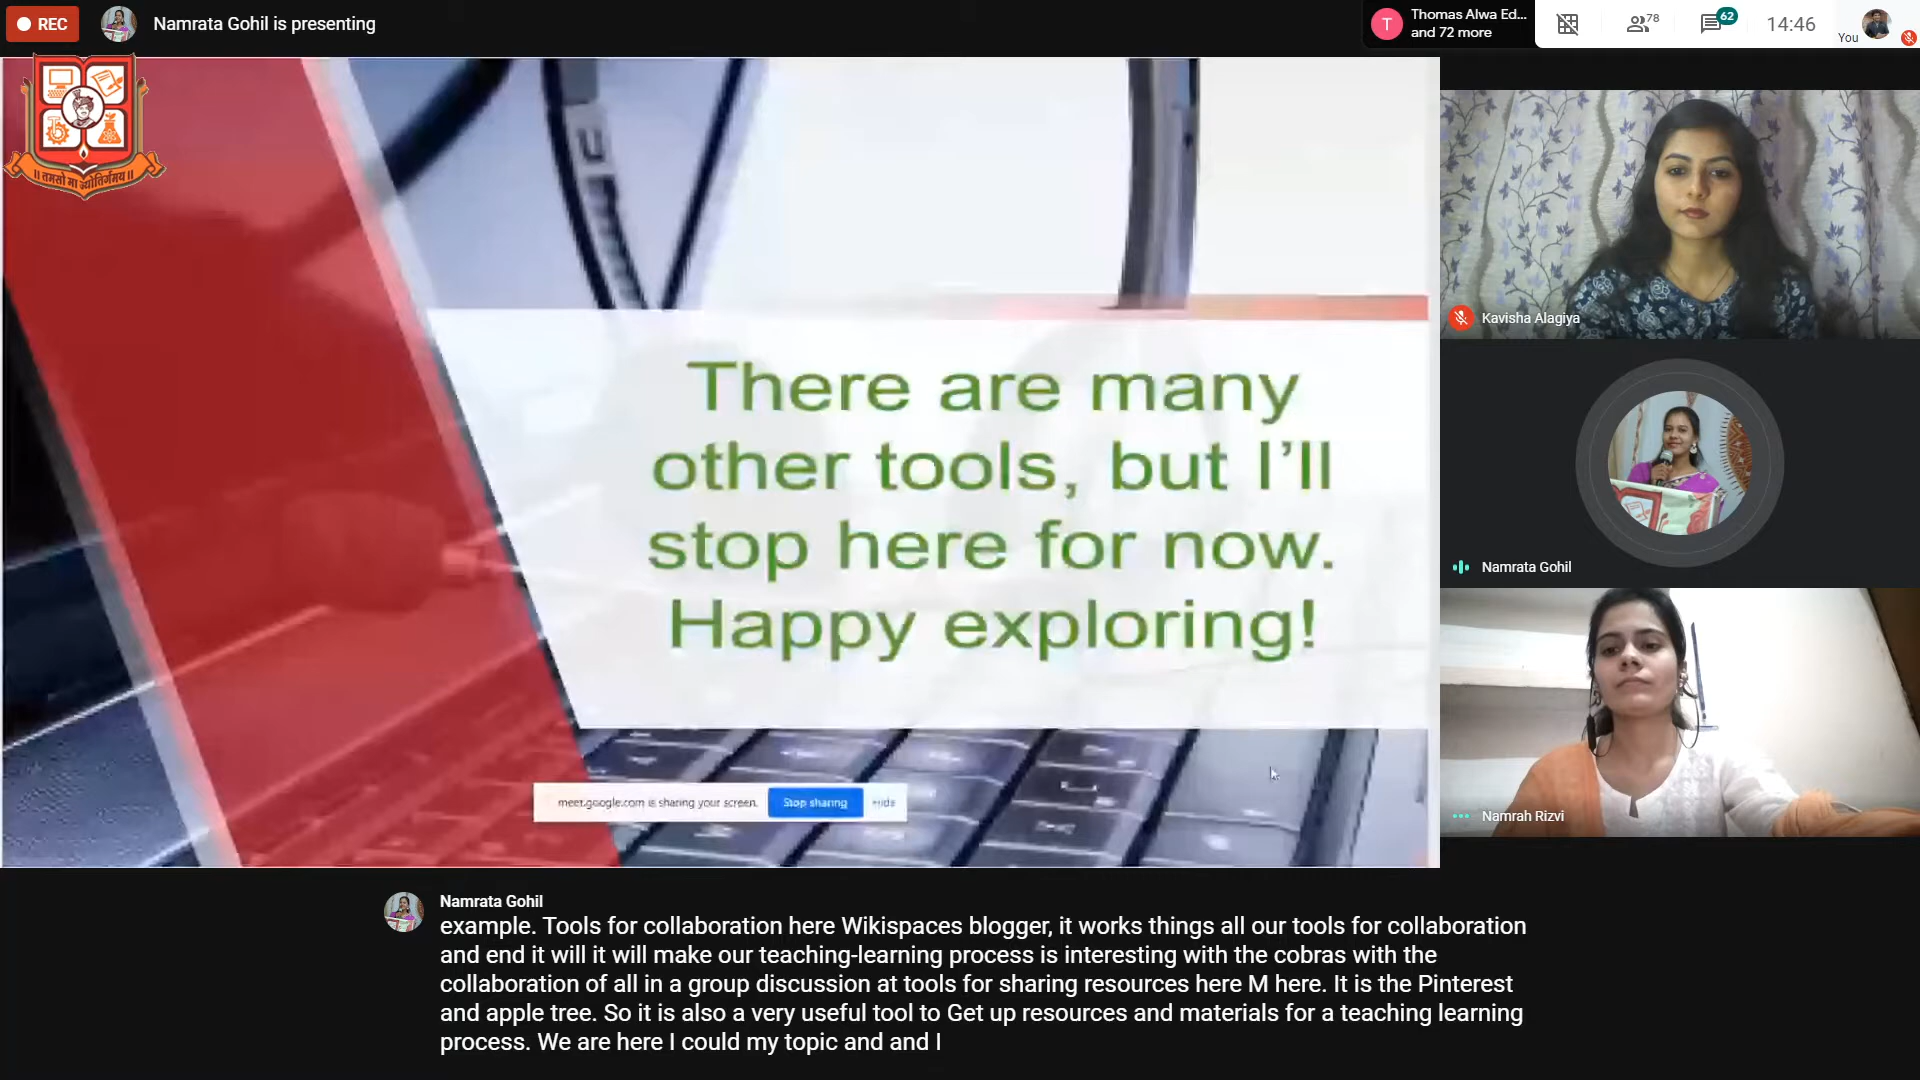 REC
Namrata Gohil is presenting
T
Thomas Alwa Ed...
and 72 more
78
62
14:46
You
॥ तमसो मा ज्योतिर्गमय ॥
There are many
other tools, but I'll
stop here for now.
Happy exploring!
meet.google.com is sharing your screen.
Stop sharing
Hide
Kavisha Alagiya
Namrata Gohil
Namrah Rizvi
Namrata Gohil
example. Tools for collaboration here Wikispaces blogger, it works things all our tools for collaboration
and end it will it will make our teaching-learning process is interesting with the cobras with the
collaboration of all in a group discussion at tools for sharing resources here M here. It is the Pinterest
and apple tree. So it is also a very useful tool to Get up resources and materials for a teaching learning
process. We are here I could my topic and and I